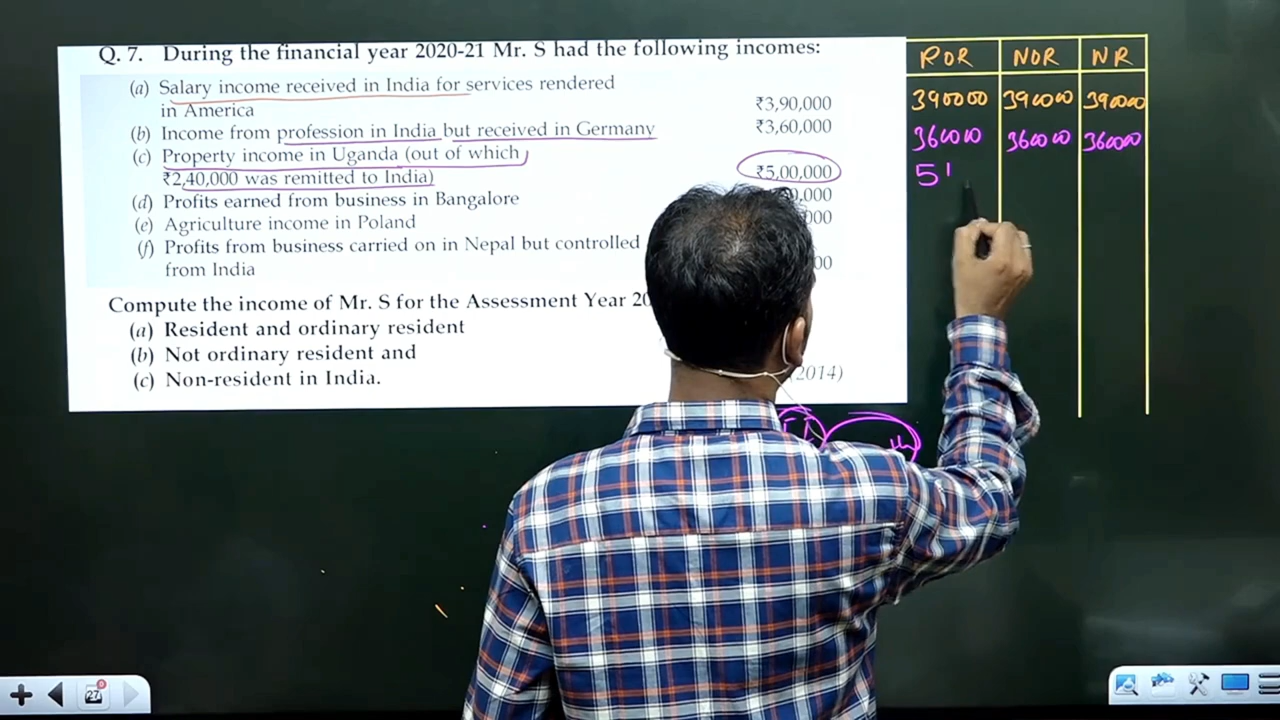 Q. 7. During the financial year 2020-21 Mr. S had the following incomes:
(a) Salary income received in India for services rendered
in America ₹3,90,000
(b) Income from profession in India but received in Germany ₹3,60,000
(c) Property income in Uganda (out of which
₹2,40,000 was remitted to India) ₹5,00,000
(d) Profits earned from business in Bangalore
(e) Agriculture income in Poland
(f) Profits from business carried on in Nepal but controlled
from India
Compute the income of Mr. S for the Assessment Year
(a) Resident and ordinary resident
(b) Not ordinary resident and
(c) Non-resident in India.
(2014)
ROR NOR NR
390000 390000 390000
360000 360000 360000
5
27